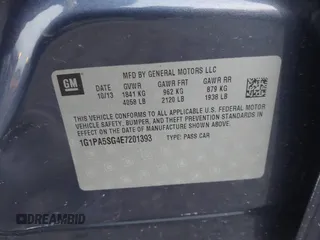 GM
MFD BY GENERAL MOTORS LLC
DATE GVWR GAWR FRT GAWR RR
10/13 1841 KG 962 KG 879 KG
4058 LB 2120 LB 1938 LB
THIS VEHICLE CONFORMS TO ALL APPLICABLE U.S. FEDERAL MOTOR
VEHICLE SAFETY, BUMPER, AND THEFT PREVENTION STANDARDS
IN EFFECT ON THE DATE OF MANUFACTURE SHOWN ABOVE.
1G1PA5SG4E7201393 TYPE: PASS CAR
BIDARCHIVED